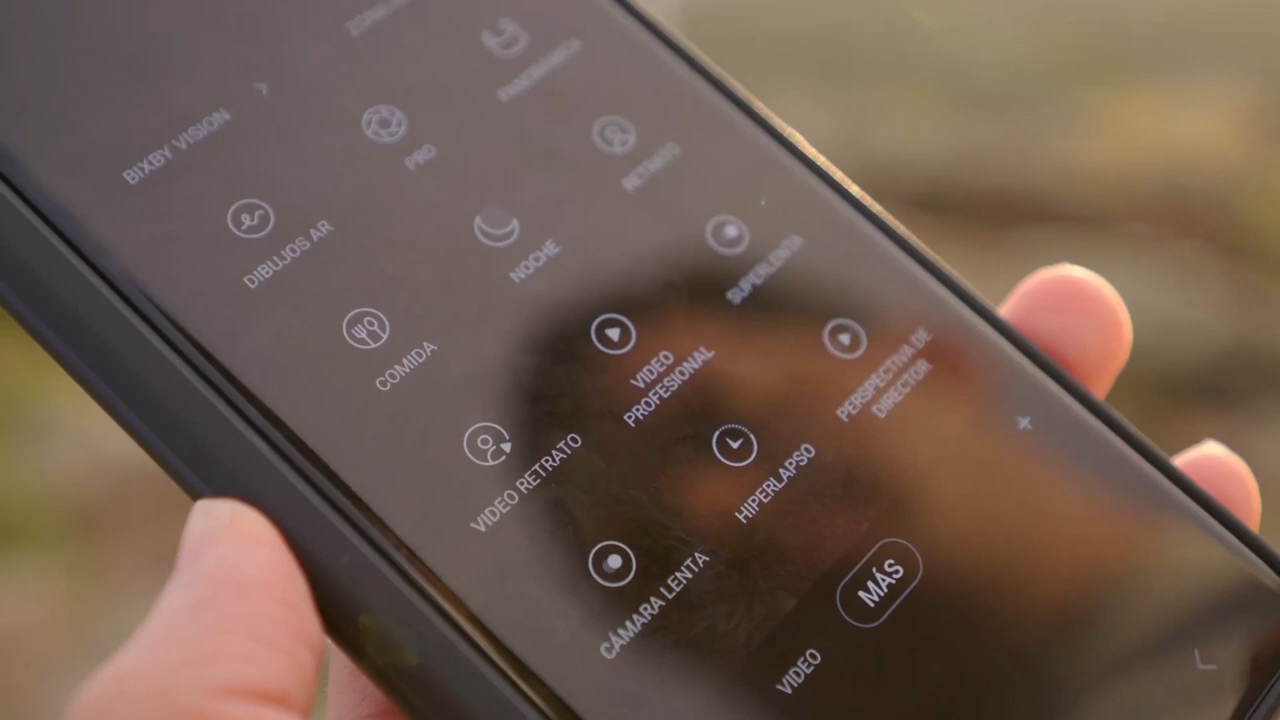 BIXBY VISION
PRO
PANORÁMICA
DIBUJOS AR
NOCHE
RETRATO
COMIDA
VIDEO
PROFESIONAL
SUPERLENTA
VIDEO RETRATO
HIPERLAPSO
PERSPECTIVA DE
DIRECTOR
CÁMARA LENTA
VIDEO
MÁS